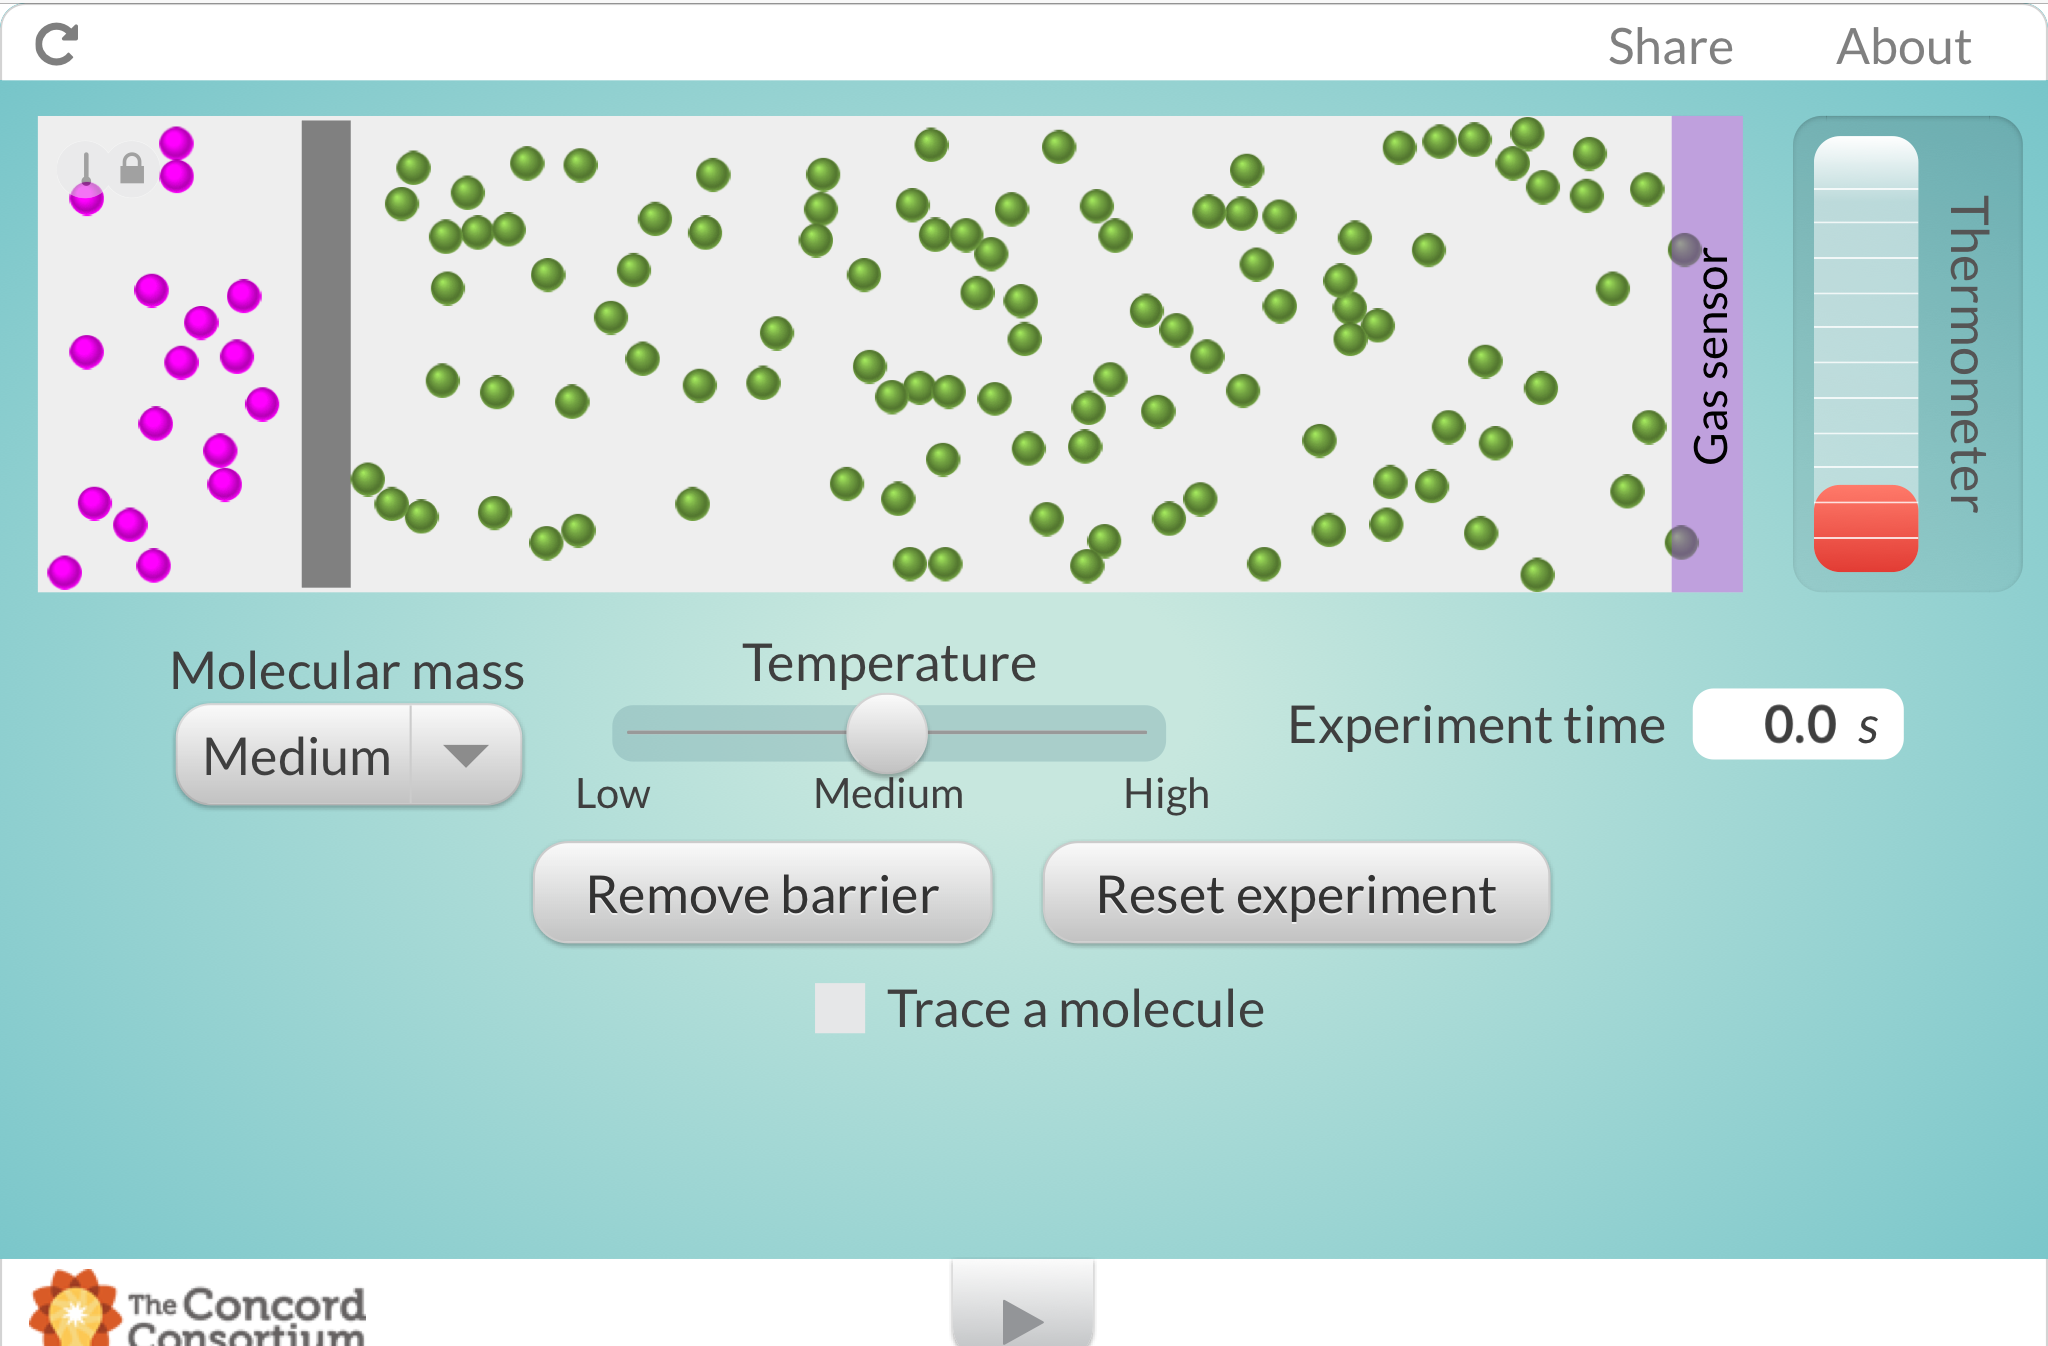 Share About
Gas sensor
Thermometer
Molecular mass
Medium
Temperature
Low Medium High
Experiment time 0.0 s
Remove barrier Reset experiment
Trace a molecule
The Concord
Consortium